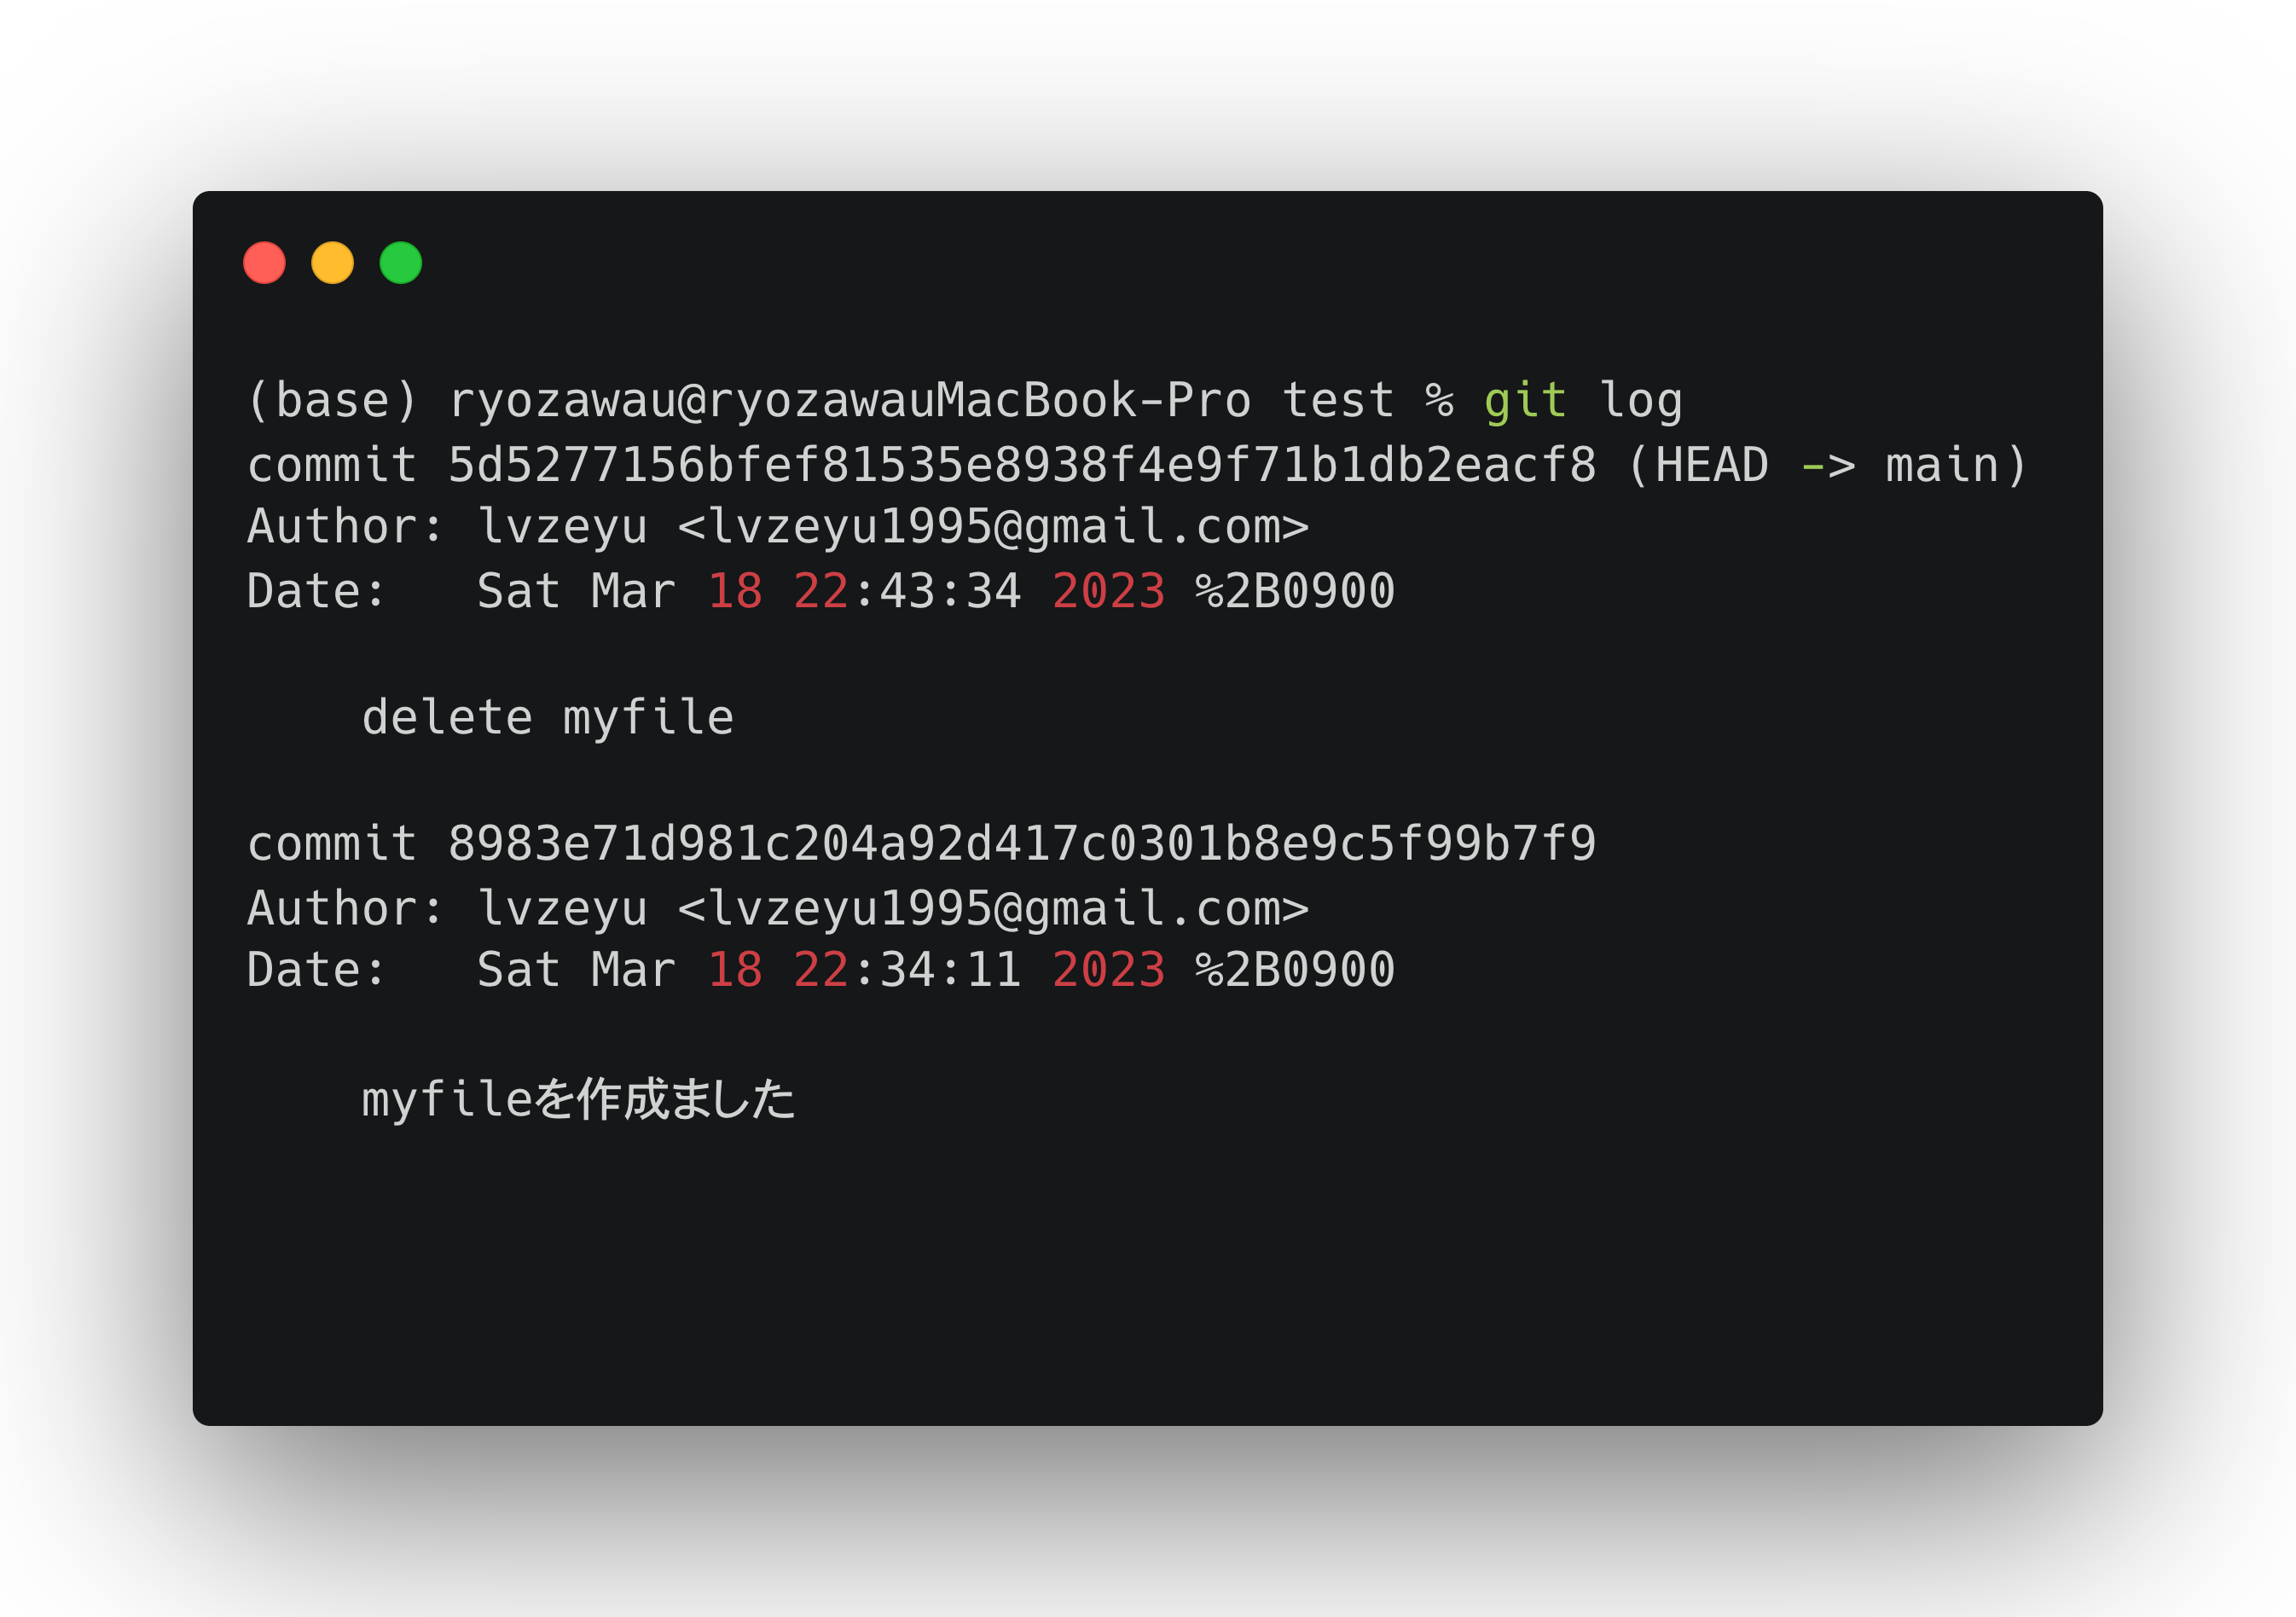 (base) ryozawau@ryozawauMacBook-Pro test % git log
commit 5d5277156bfef81535e8938f4e9f71b1db2eacf8 (HEAD -> main)
Author: lvzeyu <lvzeyu1995@gmail.com>
Date:   Sat Mar 18 22:43:34 2023 %2B0900
delete myfile
commit 8983e71d981c204a92d417c0301b8e9c5f99b7f9
Author: lvzeyu <lvzeyu1995@gmail.com>
Date:   Sat Mar 18 22:34:11 2023 %2B0900
myfileを作成ました